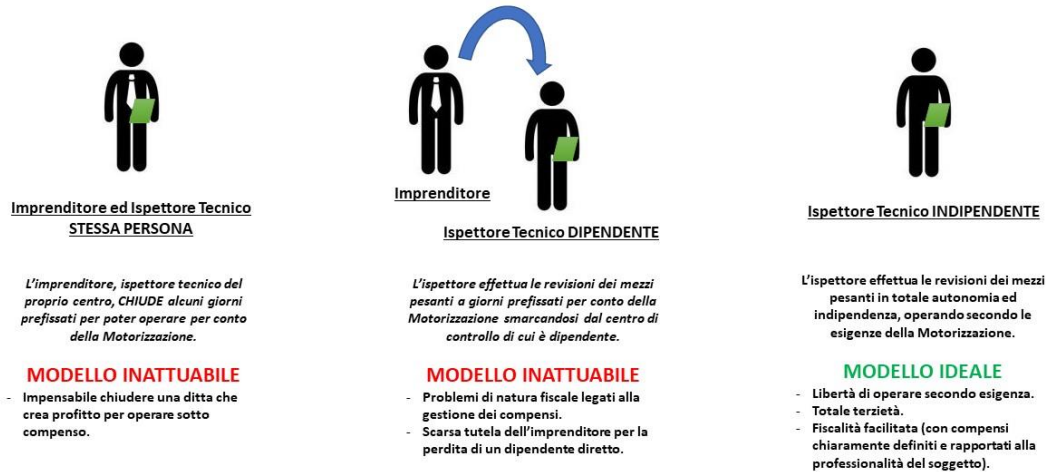 Imprenditore ed Ispettore Tecnico
STESSA PERSONA
L'imprenditore, ispettore tecnico del
proprio centro, CHIUDE alcuni giorni
prefissati per poter operare per conto
della Motorizzazione.
MODELLO INATTUABILE
- Impensabile chiudere una ditta che
crea profitto per operare sotto
compenso.
Imprenditore
Ispettore Tecnico DIPENDENTE
L'ispettore effettua le revisioni dei mezzi
pesanti a giorni prefissati per conto della
Motorizzazione smarcandosi dal centro di
controllo di cui è dipendente.
MODELLO INATTUABILE
- Problemi di natura fiscale legati alla
gestione dei compensi.
- Scarsa tutela dell'imprenditore per la
perdita di un dipendente diretto.
Ispettore Tecnico INDIPENDENTE
L'ispettore effettua le revisioni dei mezzi
pesanti in totale autonomia ed
indipendenza, operando secondo le
esigenze della Motorizzazione.
MODELLO IDEALE
- Libertà di operare secondo esigenza.
- Totale terzietà.
- Fiscalità facilitata (con compensi
chiaramente definiti e rapportati alla
professionalità del soggetto).